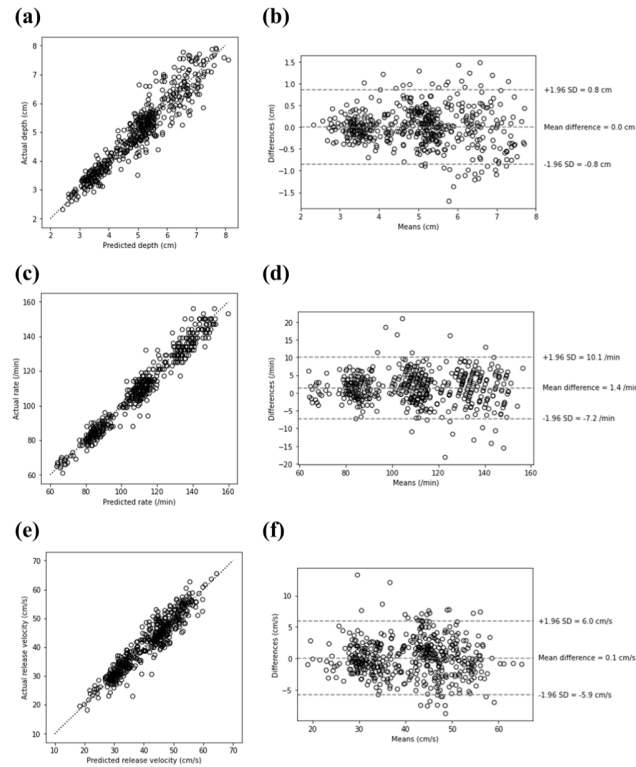 (a)
(b)
8
7
6
5
4
3
2
Actual depth (cm)
2 3 4 5 6 7 8
Predicted depth (cm)
1.5
1.0
0.5
0.0
−0.5
−1.0
−1.5
Differences (cm)
2 3 4 5 6 7 8
Means (cm)
+1.96 SD = 0.8 cm
Mean difference = 0.0 cm
-1.96 SD = -0.8 cm
(c)
(d)
160
140
120
100
80
60
Actual rate (/min)
60 80 100 120 140 160
Predicted rate (/min)
20
15
10
5
0
−5
−10
−15
−20
Differences (/min)
60 80 100 120 140 160
Means (/min)
+1.96 SD = 10.1 /min
Mean difference = 1.4 /min
-1.96 SD = -7.2 /min
(e)
(f)
70
60
50
40
30
20
10
Actual release velocity (cm/s)
10 20 30 40 50 60 70
Predicted release velocity (cm/s)
10
5
0
−5
Differences (cm/s)
20 30 40 50 60
Means (cm/s)
+1.96 SD = 6.0 cm/s
Mean difference = 0.1 cm/s
-1.96 SD = -5.9 cm/s